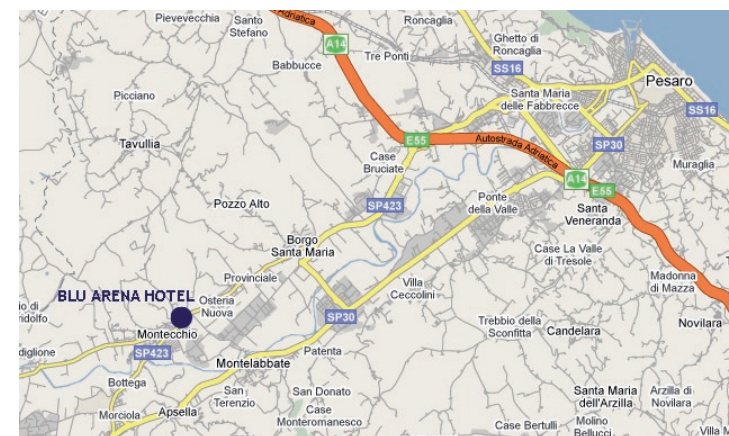 Pievevecchia
Santo
Stefano
Adriatica
A14
Roncaglia
Ghetto di
Roncaglia
Babbucce
Tre Ponti
SS16
Pesaro
Picciano
Santa Maria
delle Fabbrecce
SS16
Tavullia
E55
Autostrada Adriatica
SP30
Case
Bruciate
Muraglia
A14
E55
Pozzo Alto
SP423
Ponte
della Valle
Santa
Veneranda
Borgo
Santa Maria
Case La Valle
di Tresole
Provinciale
Villa
Ceccolini
Madonna
di Mazza
BLU ARENA HOTEL
Osteria
Nuova
SP30
Trebbio della
Sconfitta
Candelara
Novilara
Montecchio
SP423
Patenta
Montelabbate
Bottega
San
Terenzio
San Donato
Santa Maria
dell'Arzilla
Arzilla di
Novilara
Morciola
Apsella
Case
Monteromanesco
Case Bertulli
Molino
Bellucci